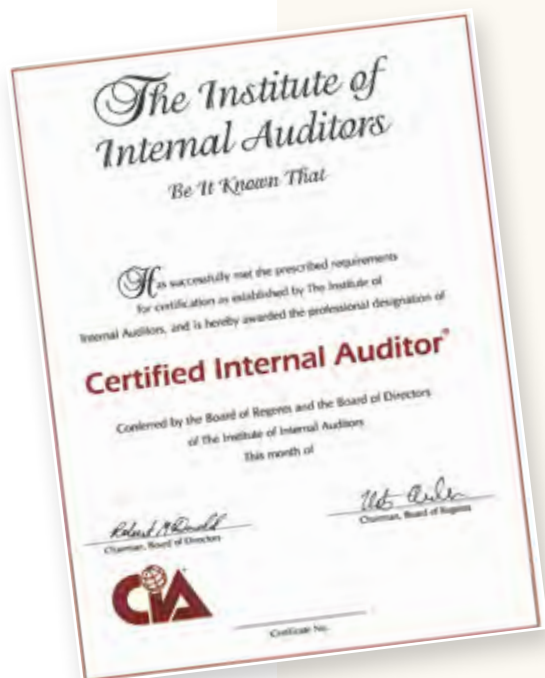 The Institute of
Internal Auditors
Be It Known That
Has successfully met the prescribed requirements
for certification as established by The Institute of
Internal Auditors, and is hereby awarded the professional designation of
Certified Internal Auditor®
Conferred by the Board of Regents and the Board of Directors
of The Institute of Internal Auditors
This month of
Robert McDonald
Chairman, Board of Directors
Chairman, Board of Regents
CIA
Certificate No.